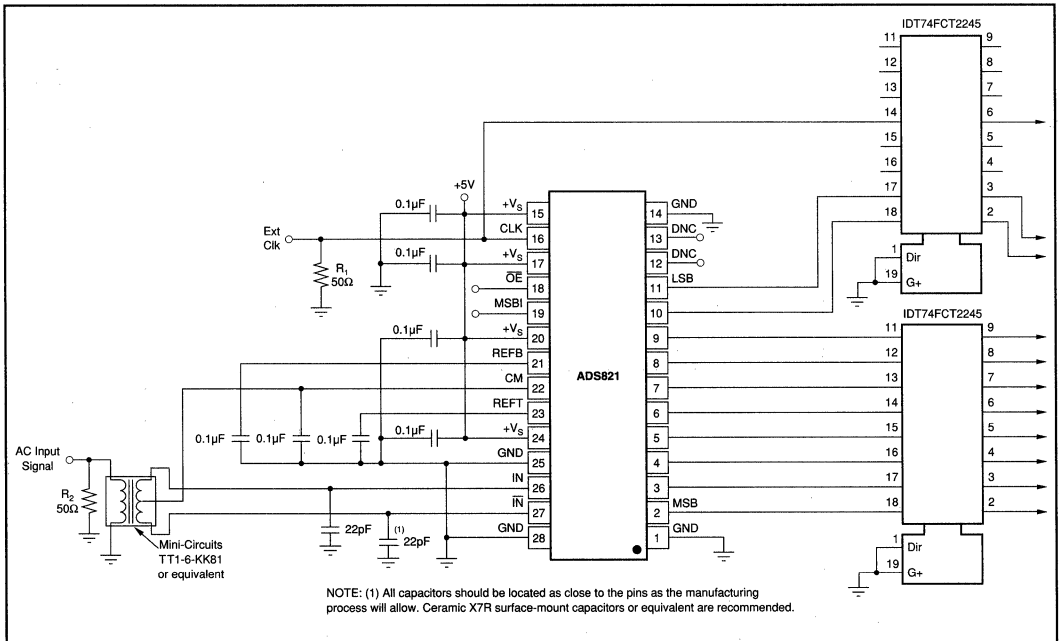 IDT74FCT2245
11 9
12 8
13 7
14 6
15 5
16 4
17 3
18 2
1 Dir
19 G+
+5V
0.1µF +VS 15
14 GND
Ext
Clk
CLK 16
13 DNC
0.1µF +VS 17
12 DNC
R1
50Ω
OE 18
11 LSB
MSBI 19
10
IDT74FCT2245
0.1µF +VS 20
9 11 9
REFB 21
8 12 8
ADS821
CM 22
7 13 7
REFT 23
6 14 6
0.1µF 0.1µF 0.1µF 0.1µF +VS 24
5 15 5
AC Input
Signal
GND 25
4 16 4
IN 26
3 17 3
R2
50Ω
IN 27
2 MSB 18 2
22pF (1) 22pF
GND 28
1 GND
1 Dir
19 G+
Mini-Circuits
TT1-6-KK81
or equivalent
NOTE: (1) All capacitors should be located as close to the pins as the manufacturing
process will allow. Ceramic X7R surface-mount capacitors or equivalent are recommended.